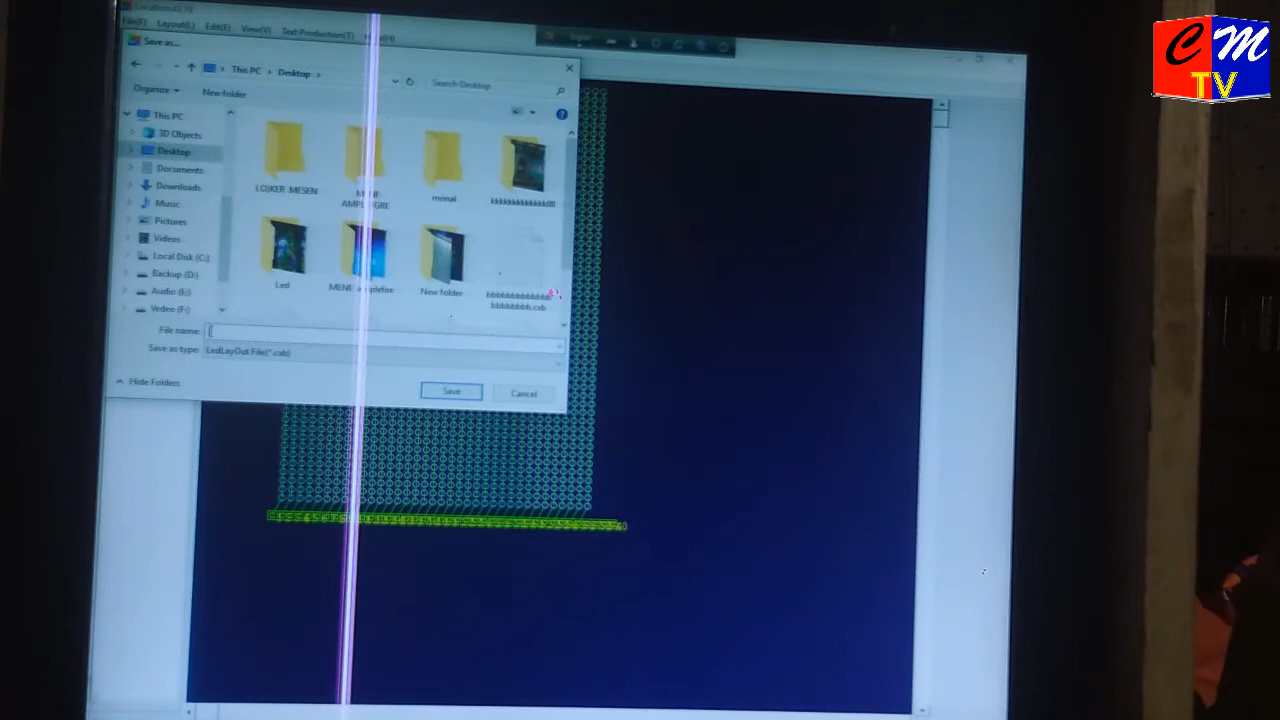 File(F) Layout(L) Edit(E) View(V) Text Production(T)
Save as...
This PC > Desktop >
Search Desktop
Organize
New folder
This PC
3D Objects
Desktop
Documents
Downloads
Music
Pictures
Videos
Local Disk (C:)
Backup (D:)
Audio (E:)
Vedeo (F:)
LOJKER MESEN
mrinal
Led
New folder
File name:
Save as type: LedLayOut File(*.cxb)
Hide Folders
Save
Cancel
CM
TV